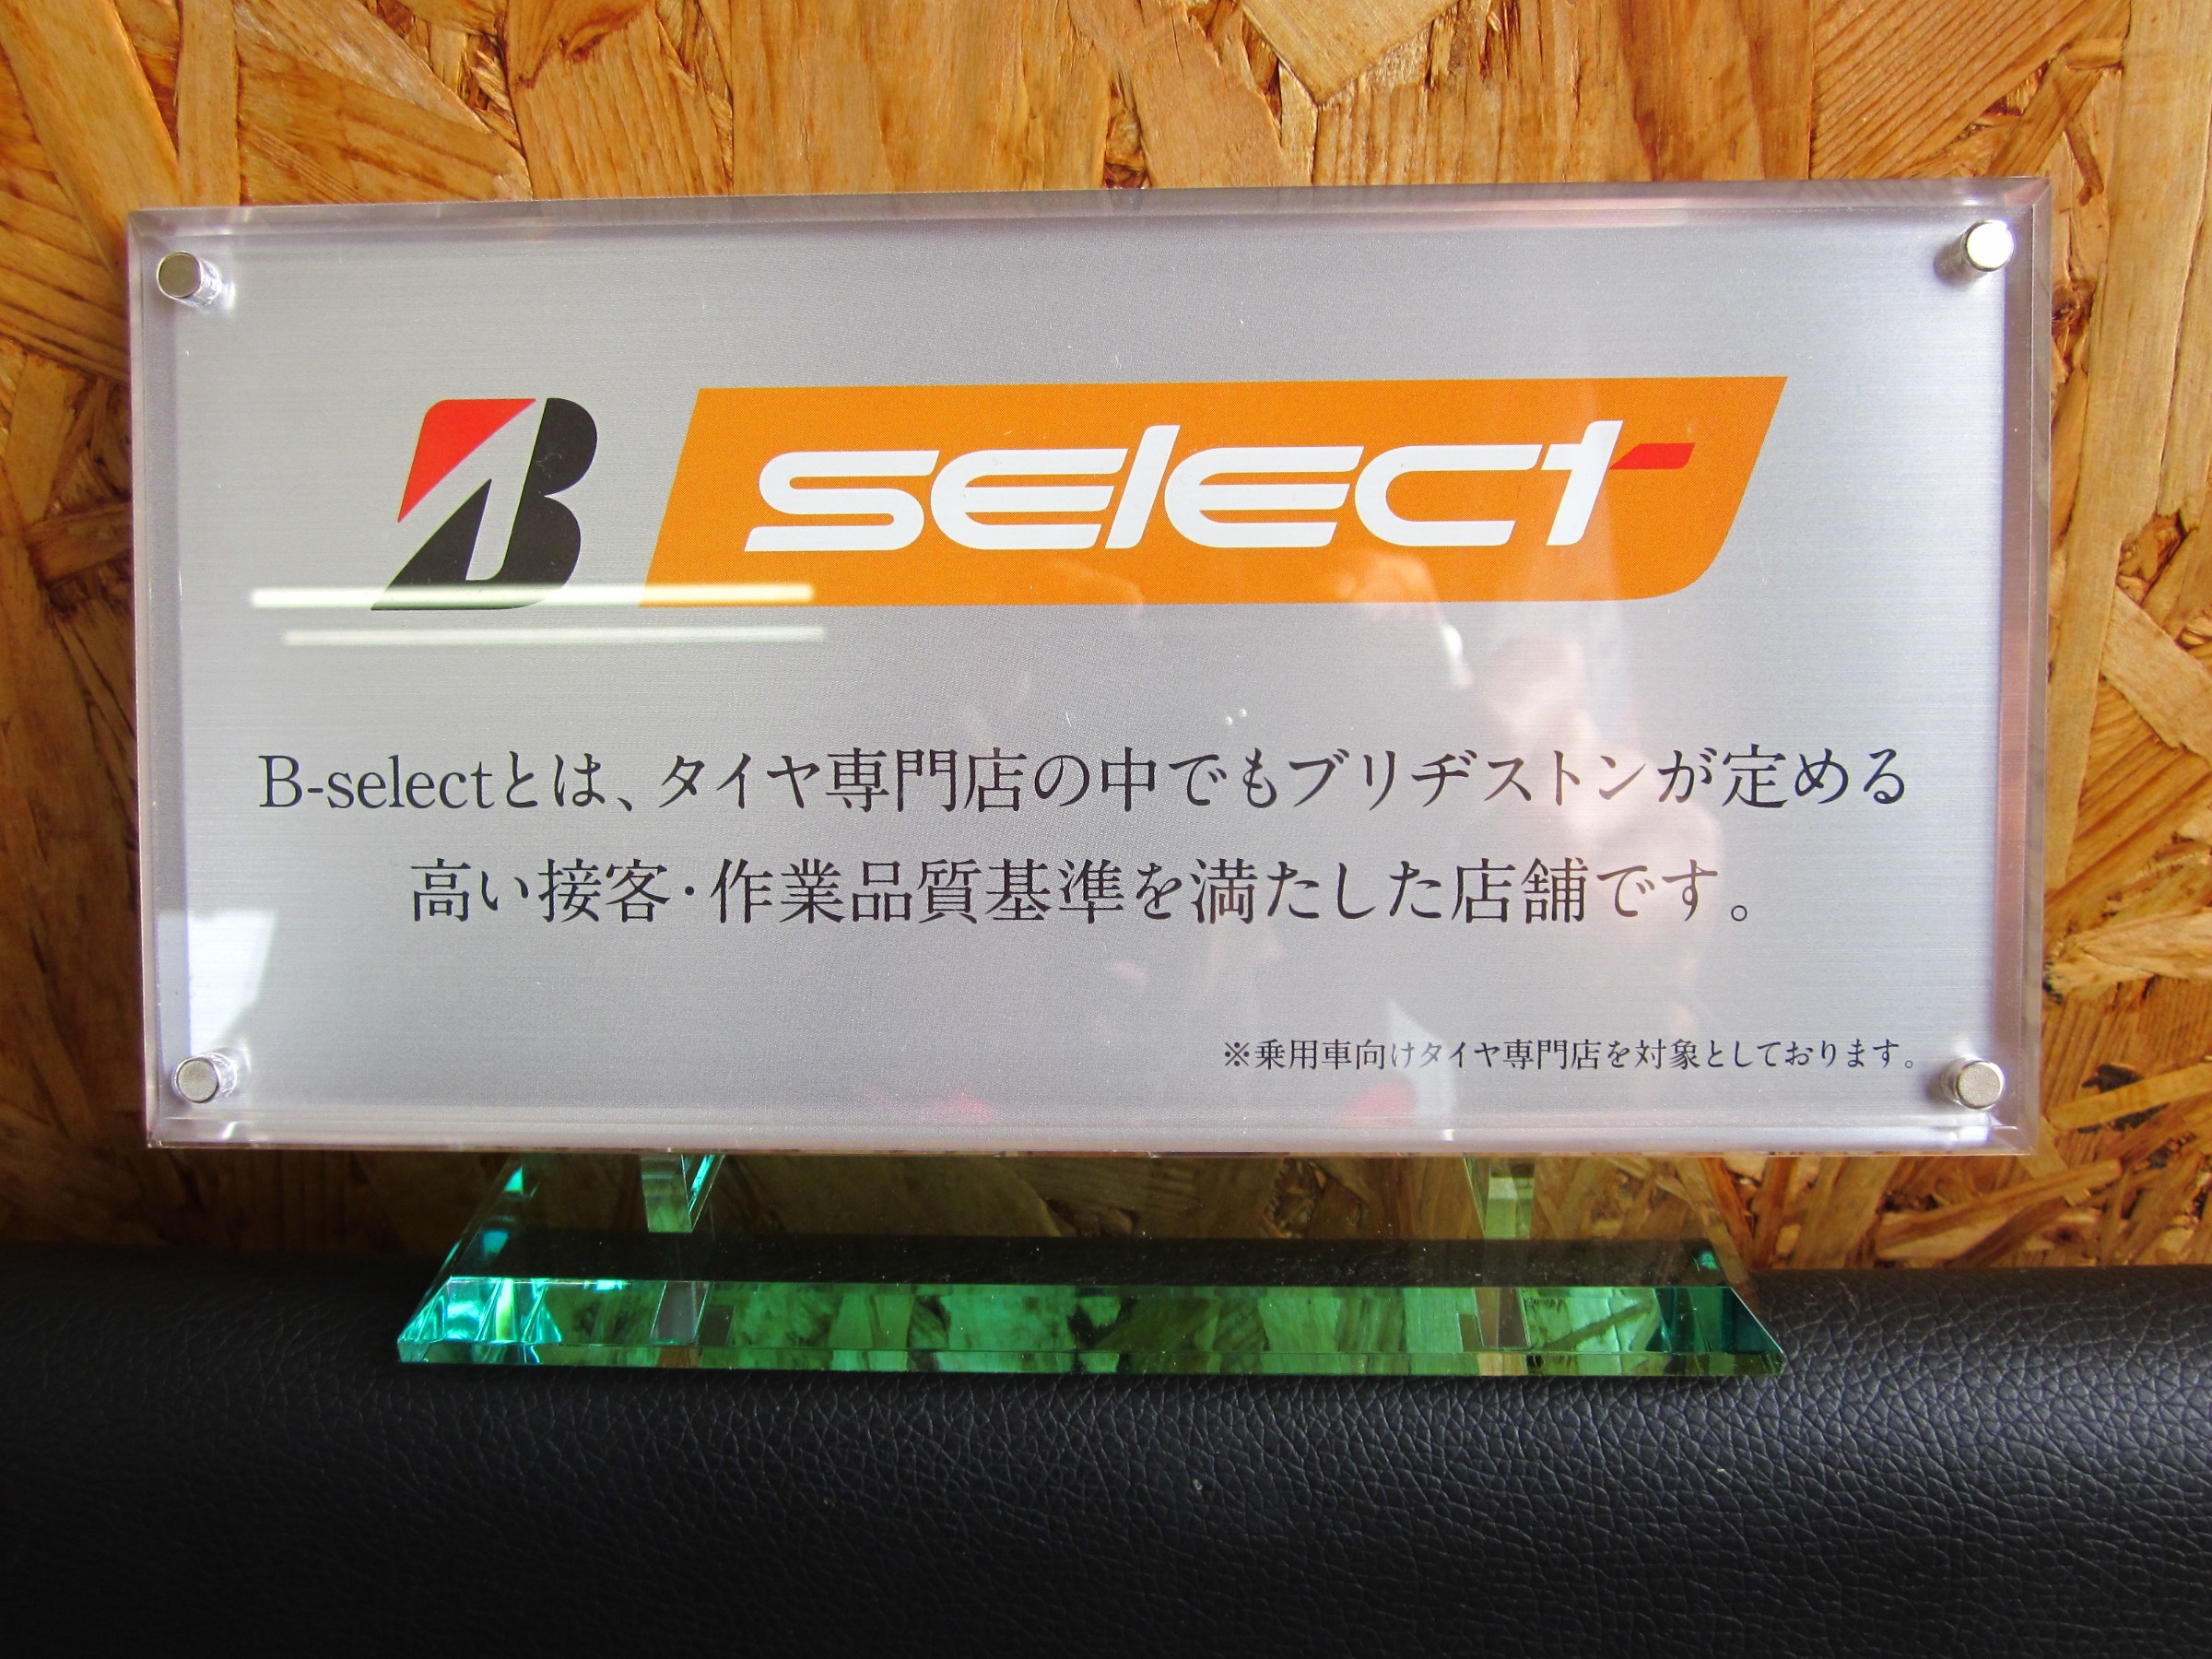 B select
B-selectとは、タイヤ専門店の中でもブリヂストンが定める
高い接客・作業品質基準を満たした店舗です。
※乗用車向けタイヤ専門店を対象としております。